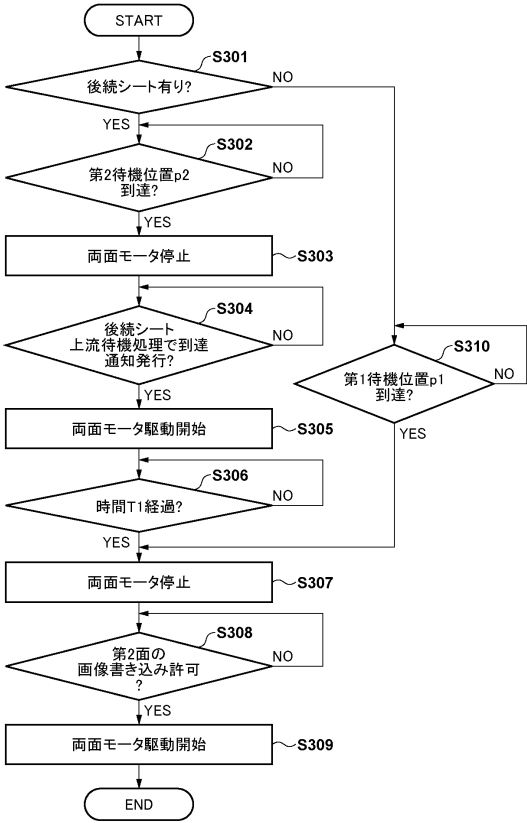 START
S301
後続シート有り?
NO
YES
S302
第2待機位置p2
到達?
NO
YES
両面モータ停止
S303
S304
後続シート
上流待機処理で到達
通知発行?
NO
YES
S310
第1待機位置p1
到達?
NO
YES
両面モータ駆動開始
S305
S306
時間T1経過?
NO
YES
両面モータ停止
S307
S308
第2面の
画像書き込み許可
?
NO
YES
両面モータ駆動開始
S309
END